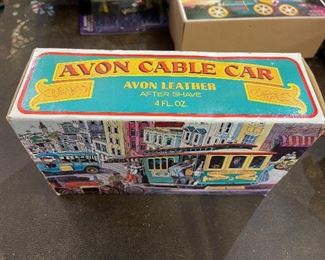 AVON CABLE CAR
AVON LEATHER
AFTER SHAVE
4 FL. OZ.